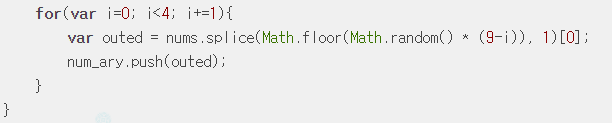 for(var i=0; i<4; i+=1){
var outed = nums.splice(Math.floor(Math.random() * (9-i)), 1)[0];
num_ary.push(outed);
}
}